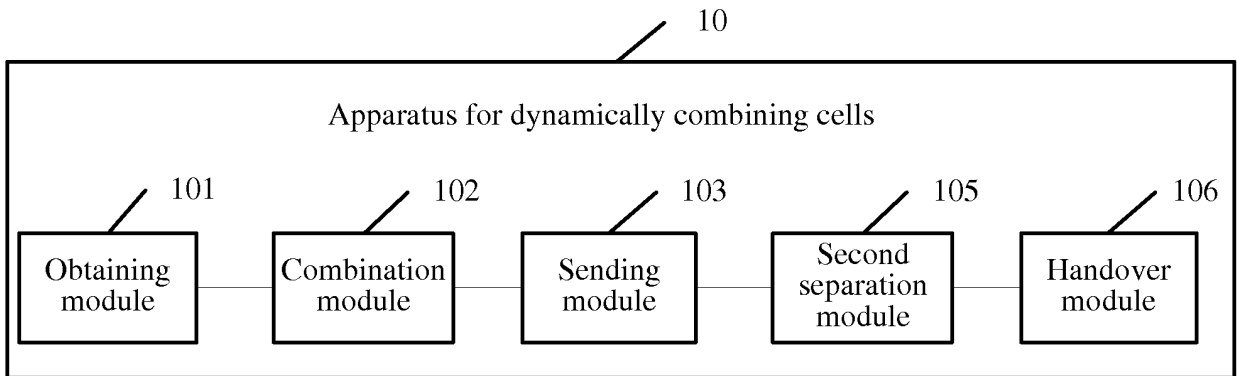 10
Apparatus for dynamically combining cells
101
102
103
105
106
Obtaining
module
Combination
module
Sending
module
Second
separation
module
Handover
module